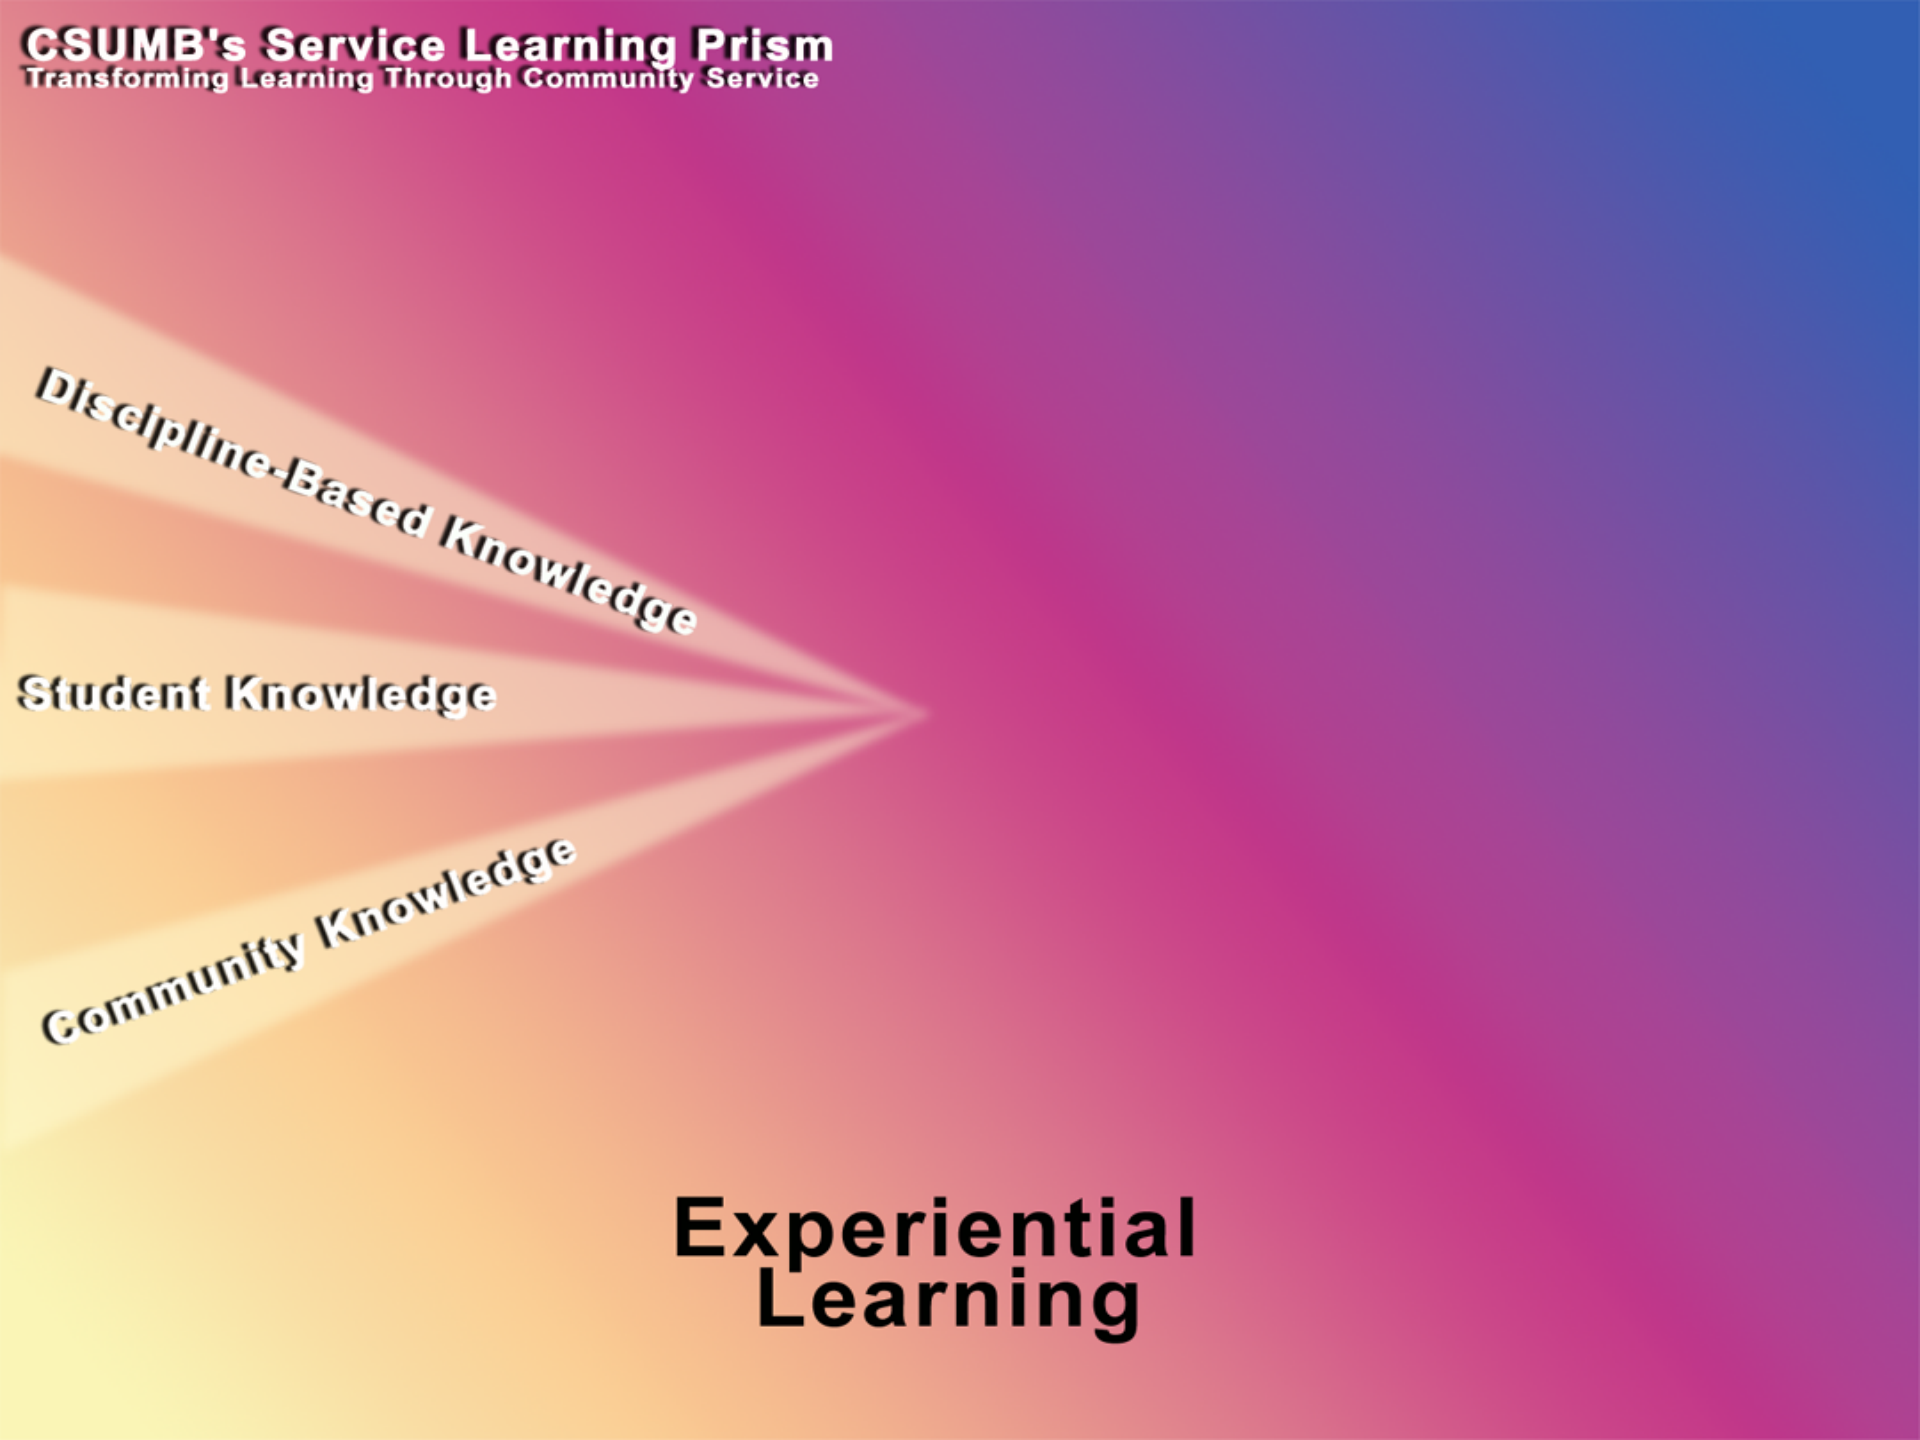 CSUMB's Service Learning Prism
Transforming Learning Through Community Service
Discipline-Based Knowledge
Student Knowledge
Community Knowledge
Experiential
Learning